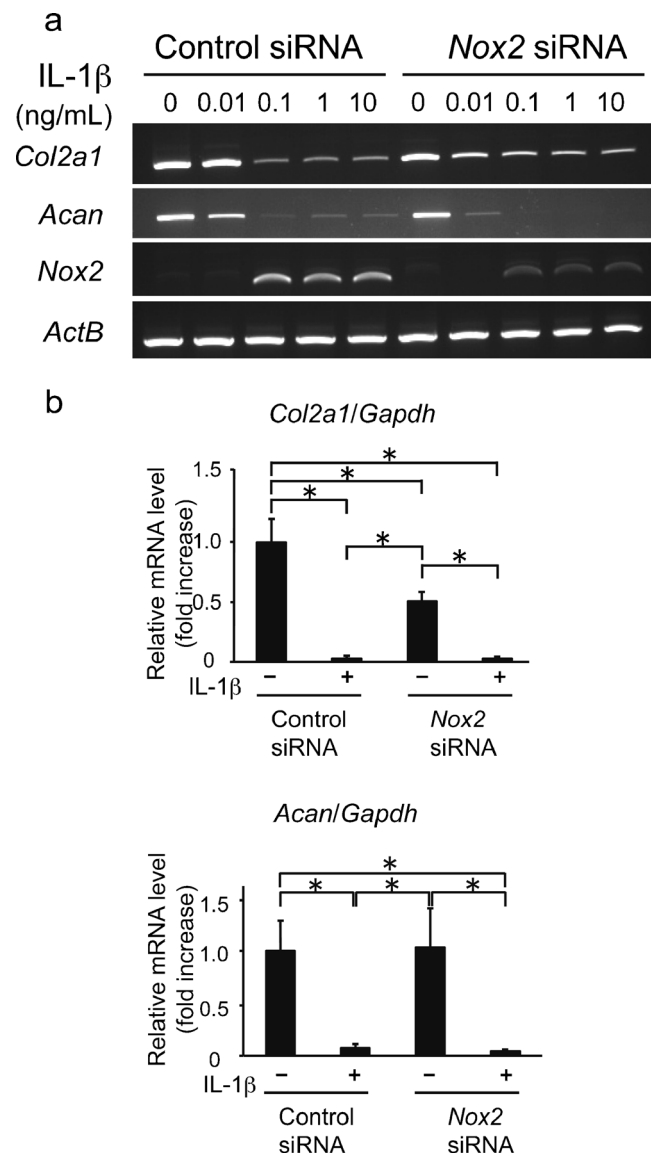 a
Control siRNA Nox2 siRNA
IL-1β
(ng/mL) 0 0.01 0.1 1 10 0 0.01 0.1 1 10
Col2a1
Acan
Nox2
ActB
b
Col2a1/Gapdh
Relative mRNA level
(fold increase)
1.5
1.0
0.5
0
* * * * * *
IL-1β − + − +
Control siRNA
Nox2 siRNA
Acan/Gapdh
Relative mRNA level
(fold increase)
1.5
1.0
0.5
0
*
* * *
IL-1β − + − +
Control siRNA
Nox2 siRNA